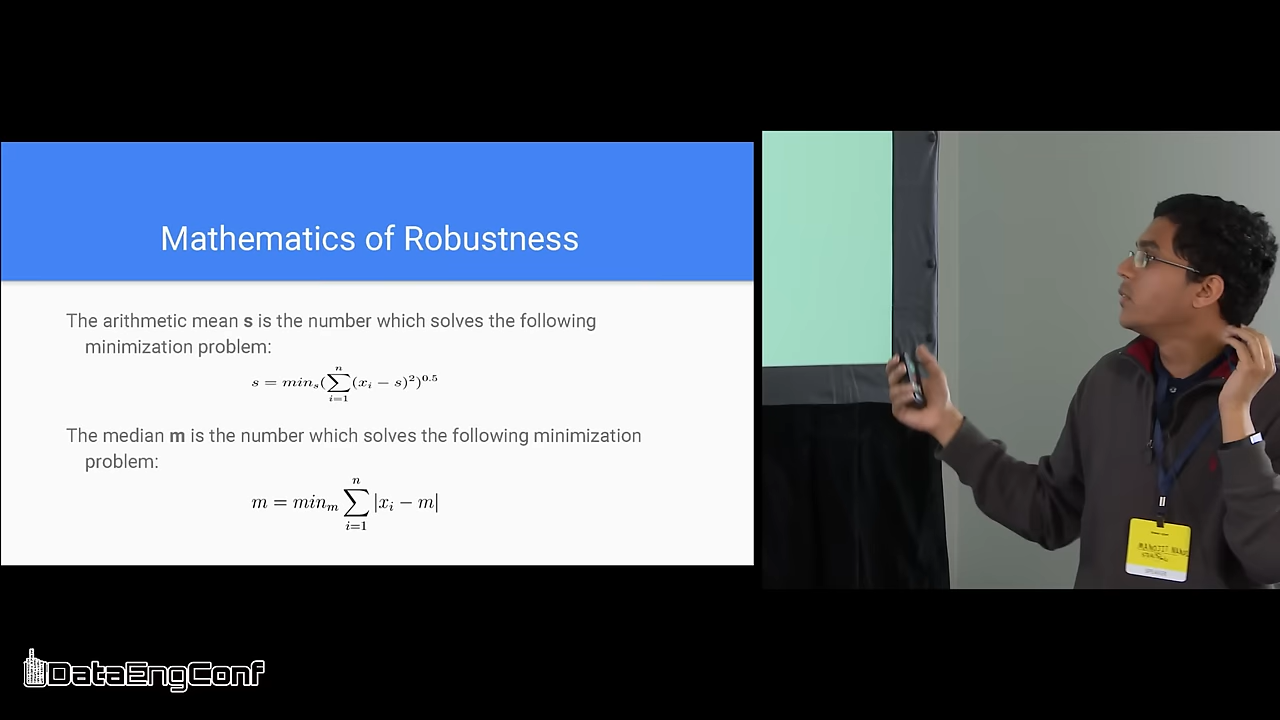 Mathematics of Robustness
The arithmetic mean s is the number which solves the following
minimization problem:
s = min_s(∑_{i=1}^{n}(x_i − s)^2)^{0.5}
The median m is the number which solves the following minimization
problem:
m = min_m ∑_{i=1}^{n} |x_i − m|
DataEngConf